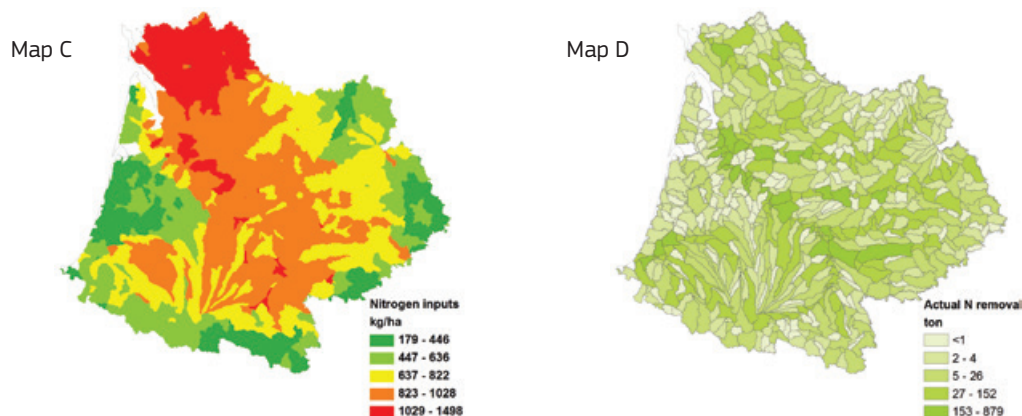 Map C
Nitrogen inputs
kg/ha
179 - 446
447 - 636
637 - 822
823 - 1028
1029 - 1498
Map D
Actual N removal
ton
<1
2 - 4
5 - 26
27 - 152
153 - 879